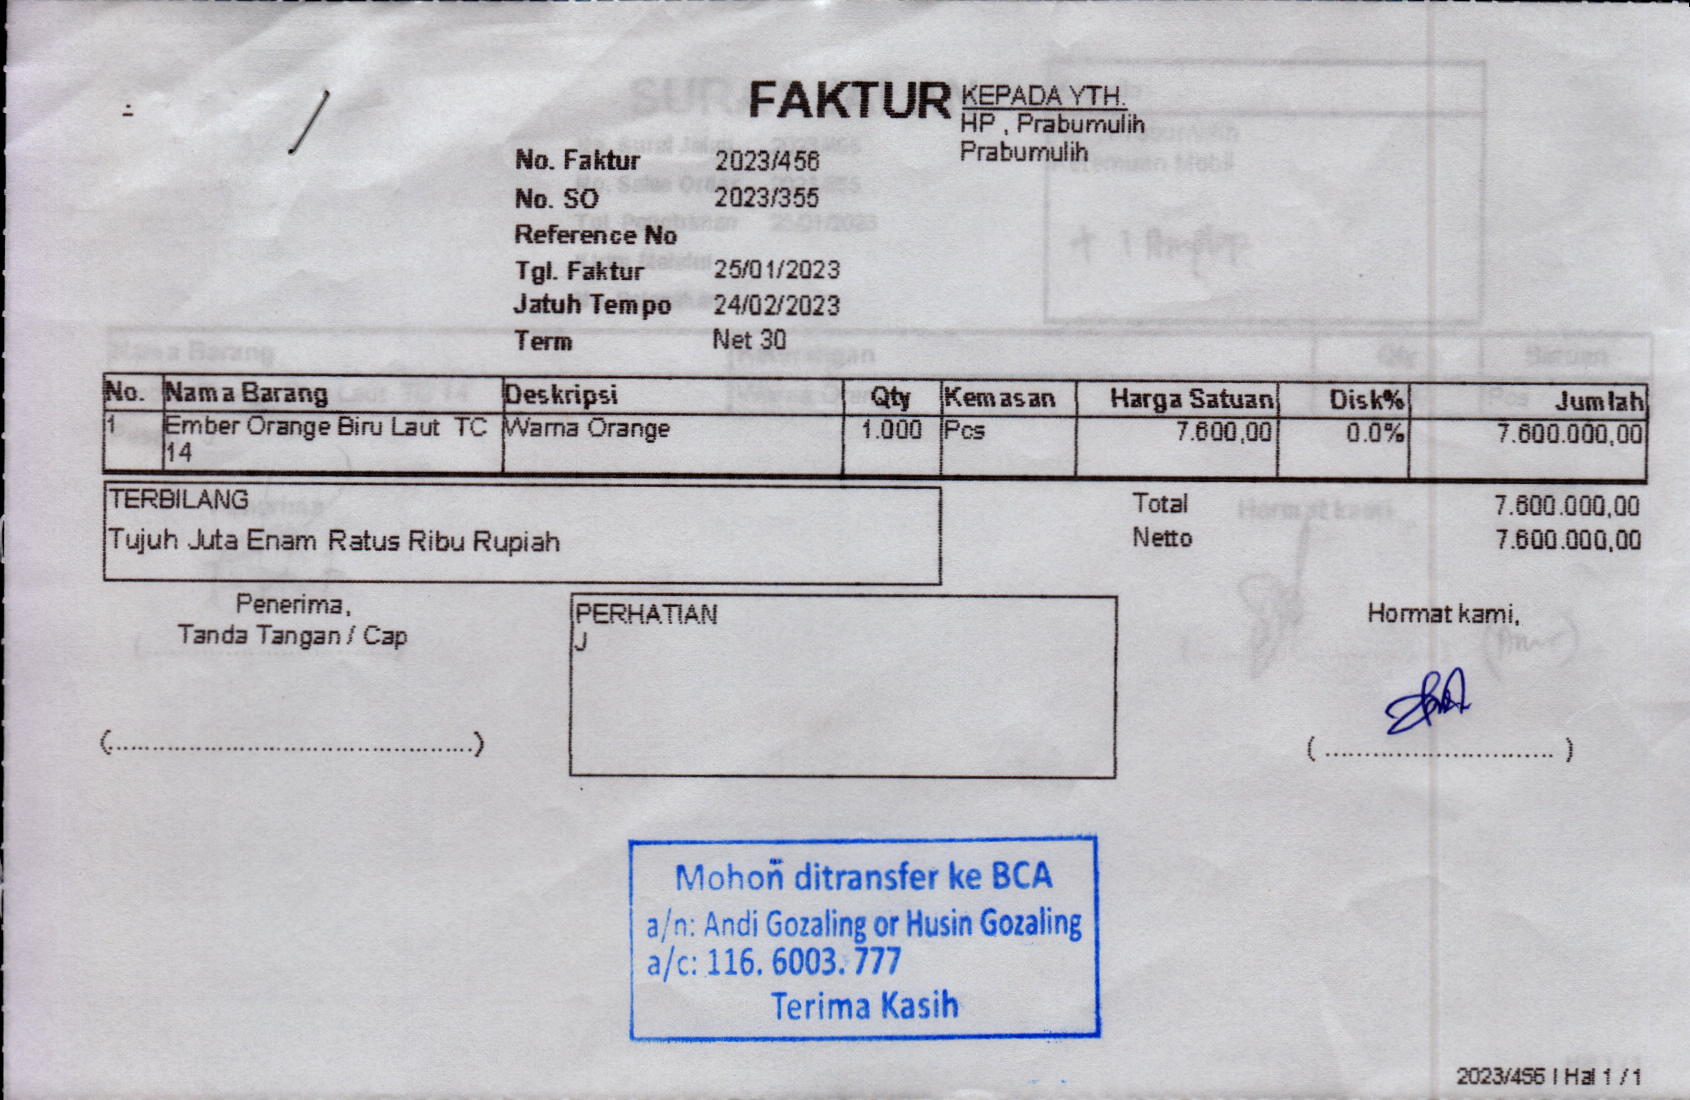 FAKTUR
KEPADA YTH.
HP , Prabumulih
Prabumulih
No. Faktur 2023/456
No. SO 2023/355
Reference No
Tgl. Faktur 25/01/2023
Jatuh Tempo 24/02/2023
Term Net 30
No. Nama Barang Deskripsi Qty Kemasan Harga Satuan Disk% Jumlah
1 Ember Orange Biru Laut TC Warna Orange 1.000 Pcs 7.600,00 0.0% 7.600.000,00
14
TERBILANG
Tujuh Juta Enam Ratus Ribu Rupiah
Total 7.600.000,00
Netto 7.600.000,00
Penerima,
Tanda Tangan / Cap
(..................................................)
PERHATIAN
J
Hormat kami,
( .............................. )
Mohon ditransfer ke BCA
a/n: Andi Gozaling or Husin Gozaling
a/c: 116. 6003. 777
Terima Kasih
2023/456 | Hal 1 / 1